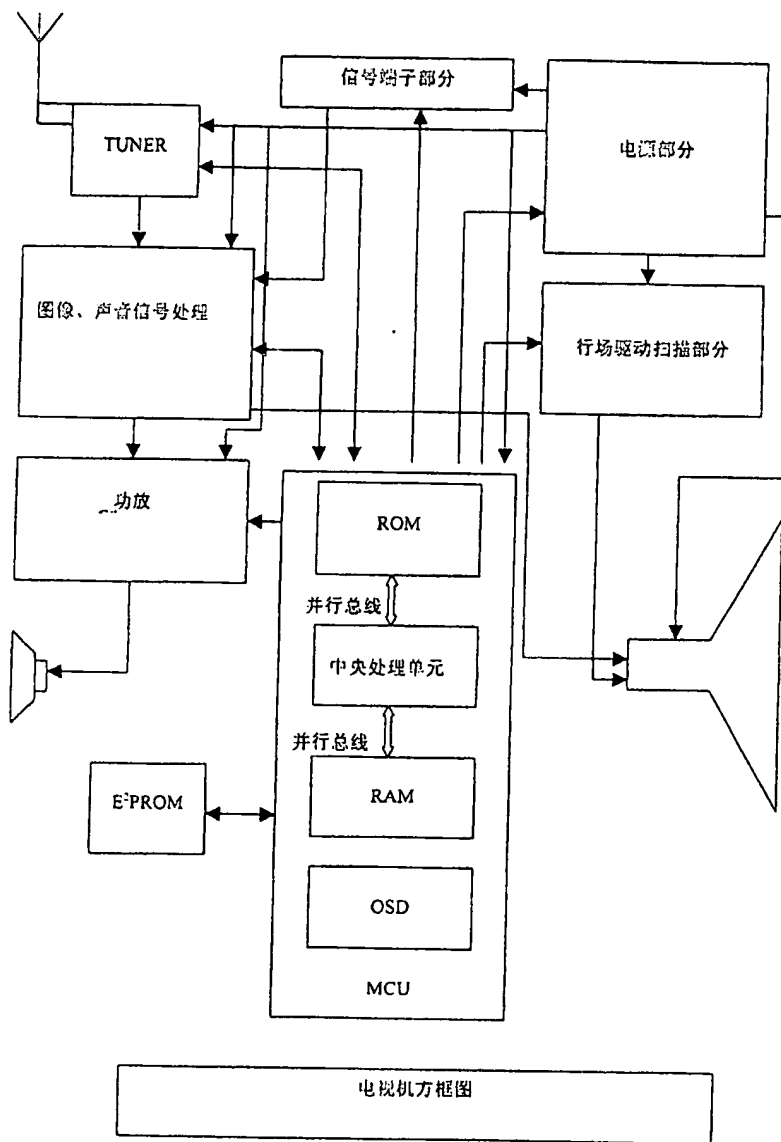 信号端子部分
TUNER
电源部分
图像、声音信号处理
行场驱动扫描部分
功放
ROM
并行总线
中央处理单元
并行总线
E²PROM
RAM
OSD
MCU
电视机方框图